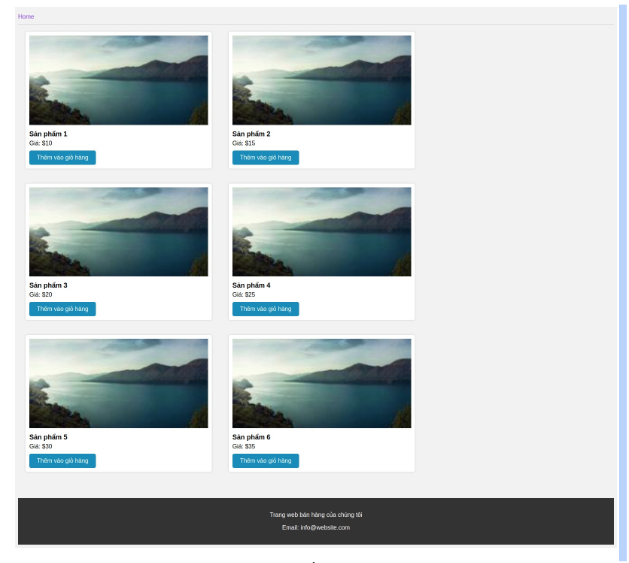 Home
Sản phẩm 1
Giá: $10
Thêm vào giỏ hàng
Sản phẩm 2
Giá: $15
Thêm vào giỏ hàng
Sản phẩm 3
Giá: $20
Thêm vào giỏ hàng
Sản phẩm 4
Giá: $25
Thêm vào giỏ hàng
Sản phẩm 5
Giá: $30
Thêm vào giỏ hàng
Sản phẩm 6
Giá: $35
Thêm vào giỏ hàng
Trang web bán hàng của chúng tôi
Email: info@website.com